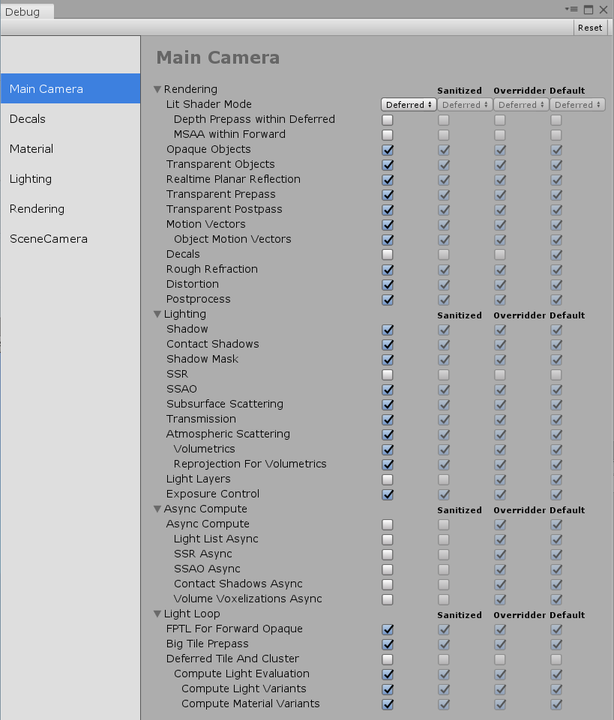 Debug
Reset
Main Camera
Decals
Material
Lighting
Rendering
SceneCamera
Main Camera
Rendering Sanitized Overridder Default
Lit Shader Mode Deferred Deferred Deferred Deferred
Depth Prepass within Deferred
MSAA within Forward
Opaque Objects
Transparent Objects
Realtime Planar Reflection
Transparent Prepass
Transparent Postpass
Motion Vectors
Object Motion Vectors
Decals
Rough Refraction
Distortion
Postprocess
Lighting Sanitized Overridder Default
Shadow
Contact Shadows
Shadow Mask
SSR
SSAO
Subsurface Scattering
Transmission
Atmospheric Scattering
Volumetrics
Reprojection For Volumetrics
Light Layers
Exposure Control
Async Compute Sanitized Overridder Default
Async Compute
Light List Async
SSR Async
SSAO Async
Contact Shadows Async
Volume Voxelizations Async
Light Loop Sanitized Overridder Default
FPTL For Forward Opaque
Big Tile Prepass
Deferred Tile And Cluster
Compute Light Evaluation
Compute Light Variants
Compute Material Variants